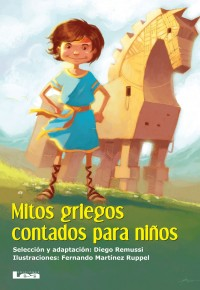 Mitos griegos
contados para niños
Selección y adaptación: Diego Remussi
Ilustraciones: Fernando Martínez Ruppel
Lea